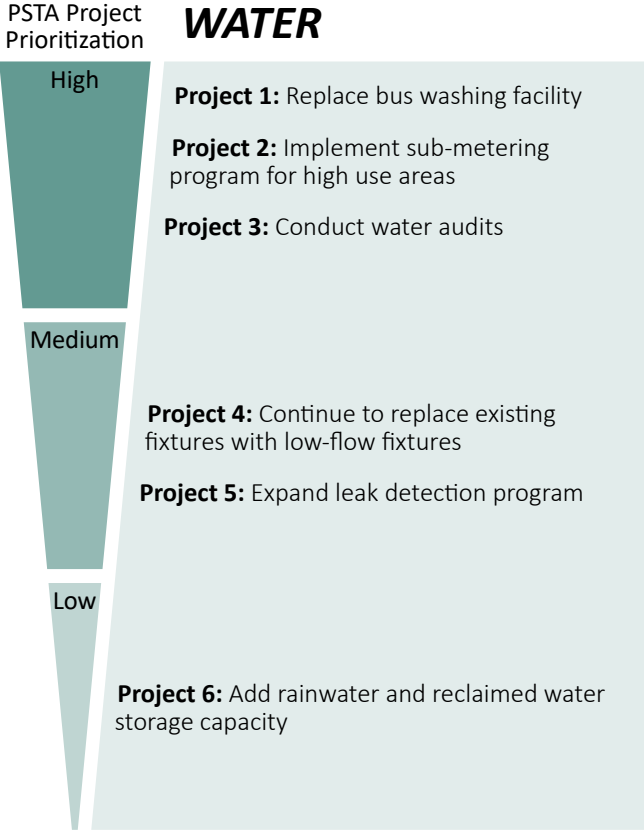 PSTA Project
Prioritization
WATER
High
Project 1: Replace bus washing facility
Project 2: Implement sub-metering
program for high use areas
Project 3: Conduct water audits
Medium
Project 4: Continue to replace existing
fixtures with low-flow fixtures
Project 5: Expand leak detection program
Low
Project 6: Add rainwater and reclaimed water
storage capacity